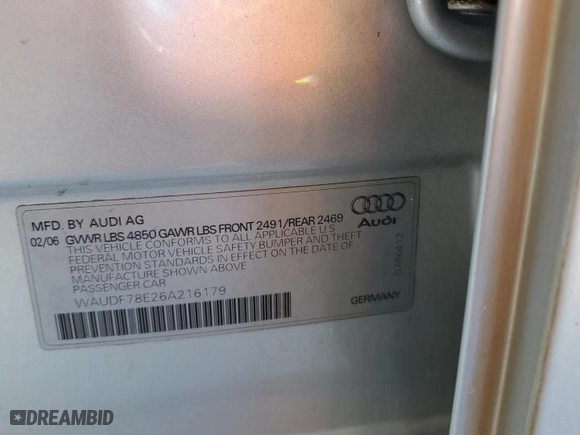 MFD. BY AUDI AG
02/06 GVWR LBS 4850 GAWR LBS FRONT 2491/REAR 2469
THIS VEHICLE CONFORMS TO ALL APPLICABLE U S
FEDERAL MOTOR VEHICLE SAFETY, BUMPER AND THEFT
PREVENTION STANDARDS IN EFFECT ON THE DATE OF
MANUFACTURE SHOWN ABOVE
PASSENGER CAR
WAUDF78E26A216179
Audi
GERMANY
DREAMBID